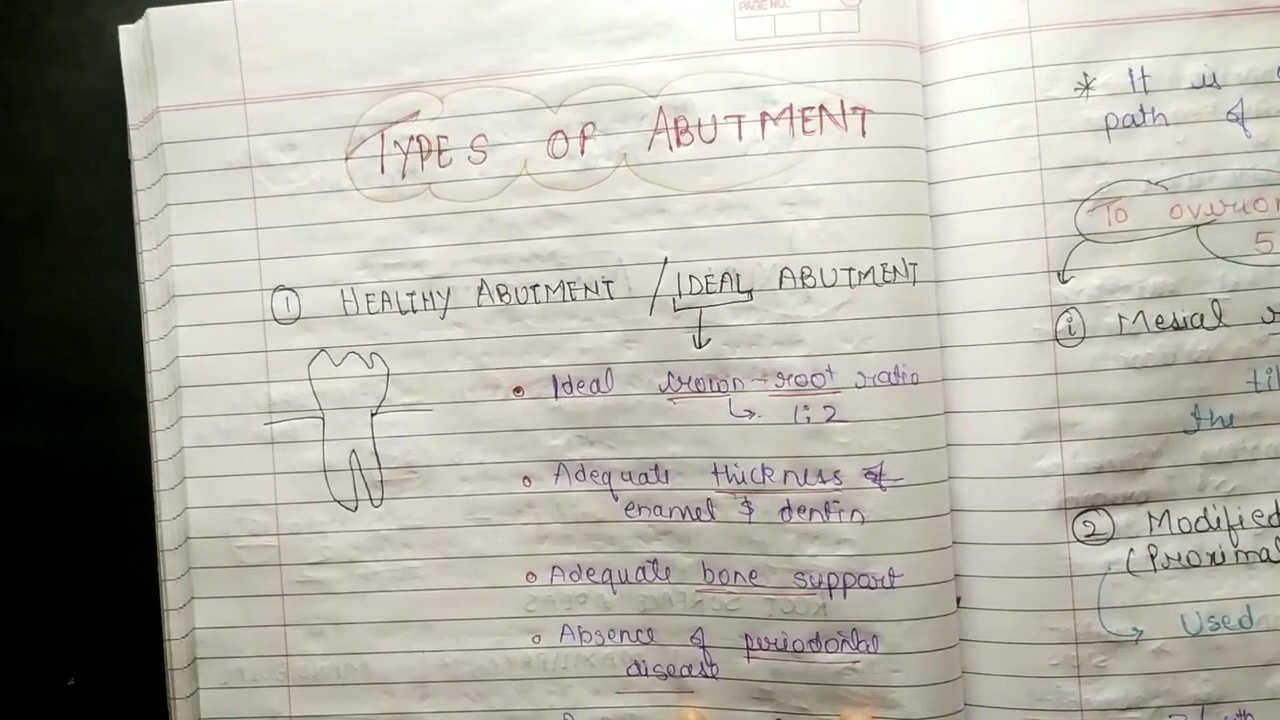 PAGE NO.:
TYPES OF ABUTMENT
① HEALTHY ABUTMENT / IDEAL ABUTMENT
• Ideal crown-root ratio
1:2
• Adequate thickness of
enamel & dentin
• Adequate bone support
• Absence of periodontal
disease
* It is
path of
To
5
ⓘ Mesial
the
② Modified
(Proximal
Used